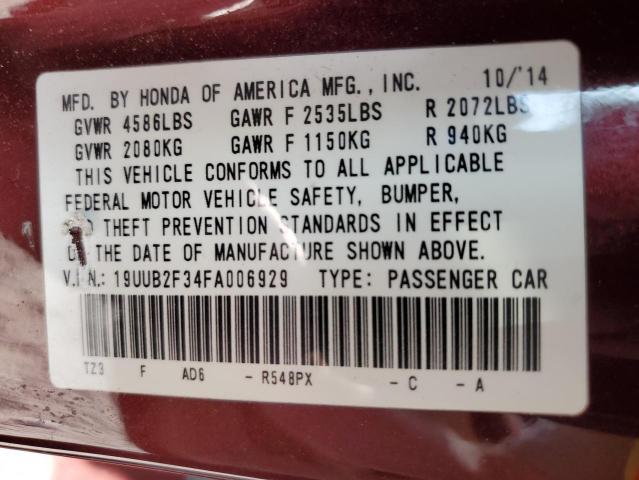 MFD. BY HONDA OF AMERICA MFG., INC. 10/'14
GVWR 4586LBS GAWR F 2535LBS R 2072LBS
GVWR 2080KG GAWR F 1150KG R 940KG
THIS VEHICLE CONFORMS TO ALL APPLICABLE
FEDERAL MOTOR VEHICLE SAFETY, BUMPER,
THEFT PREVENTION STANDARDS IN EFFECT
THE DATE OF MANUFACTURE SHOWN ABOVE.
V.I.N.: 19UUB2F34FA006929 TYPE: PASSENGER CAR
TZ3 F AD6 - R548PX - C - A